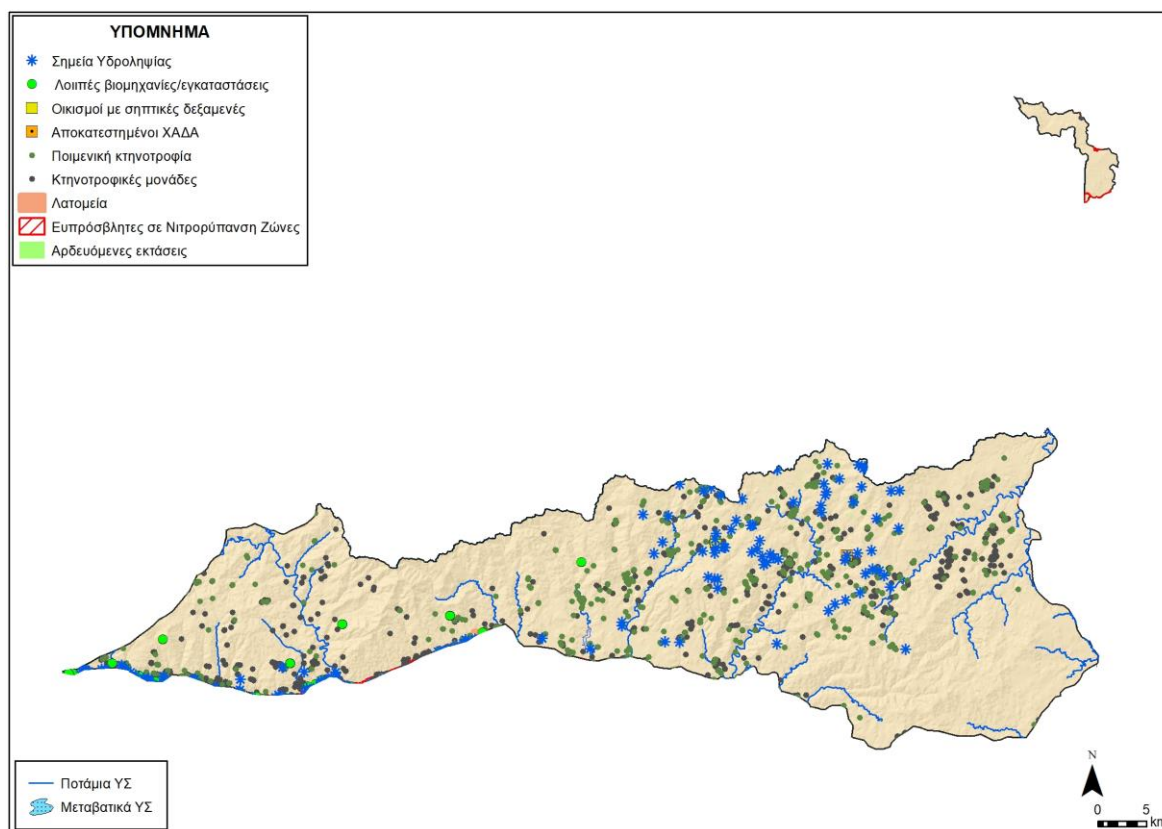 ΥΠΟΜΝΗΜΑ
Σημεία Υδροληψίας
Λοιπές βιομηχανίες/εγκαταστάσεις
Οικισμοί με σηπτικές δεξαμενές
Αποκατεστημένοι ΧΑΔΑ
Ποιμενική κτηνοτροφία
Κτηνοτροφικές μονάδες
Λατομεία
Ευπρόσβλητες σε Νιτρορύπανση Ζώνες
Αρδευόμενες εκτάσεις
Ποτάμια ΥΣ
Μεταβατικά ΥΣ
N
0 5
km